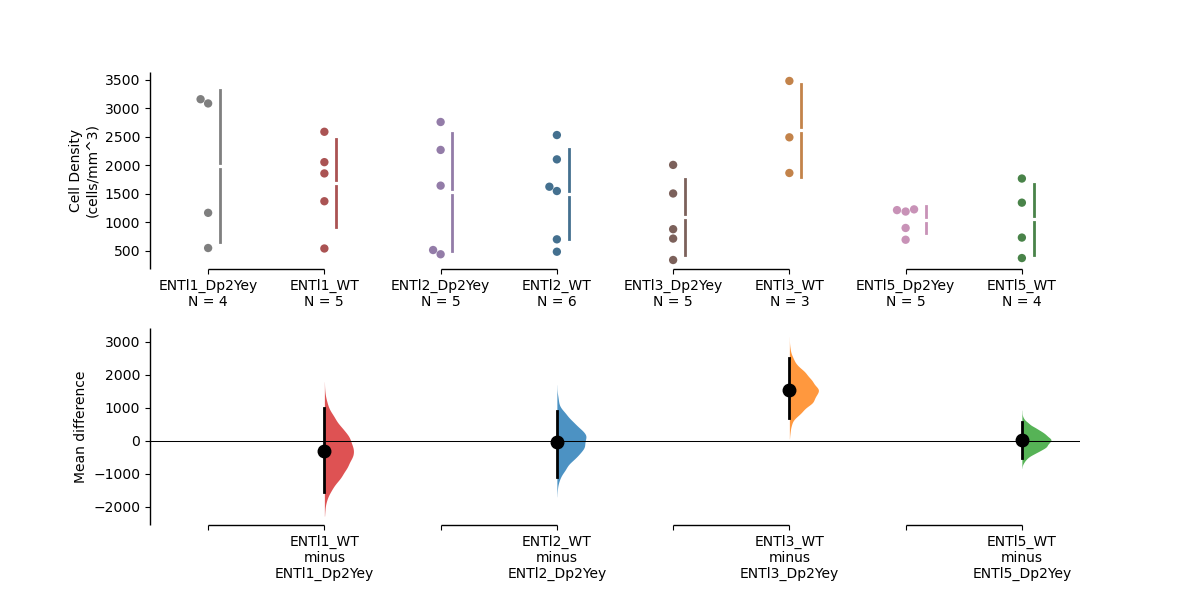 3500
3000
2500
2000
1500
1000
500
Cell Density
(cells/mm^3)
ENTl1_Dp2Yey
N = 4
ENTl1_WT
N = 5
ENTl2_Dp2Yey
N = 5
ENTl2_WT
N = 6
ENTl3_Dp2Yey
N = 5
ENTl3_WT
N = 3
ENTl5_Dp2Yey
N = 5
ENTl5_WT
N = 4
3000
2000
1000
0
−1000
−2000
Mean difference
ENTl1_WT
minus
ENTl1_Dp2Yey
ENTl2_WT
minus
ENTl2_Dp2Yey
ENTl3_WT
minus
ENTl3_Dp2Yey
ENTl5_WT
minus
ENTl5_Dp2Yey